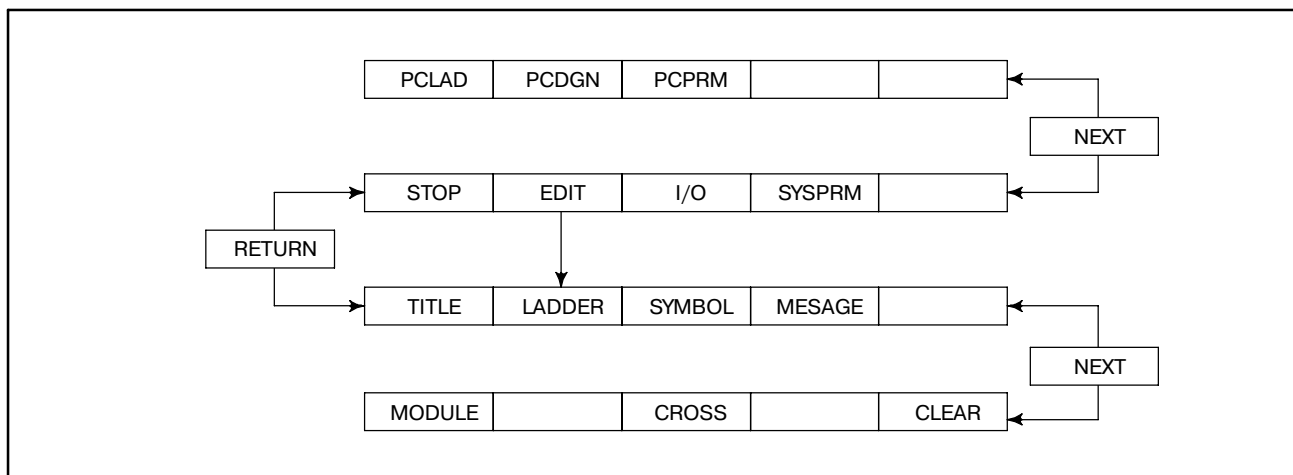 PCLAD PCDGN PCPRM
NEXT
STOP EDIT I/O SYSPRM
RETURN
TITLE LADDER SYMBOL MESAGE
NEXT
MODULE CROSS CLEAR